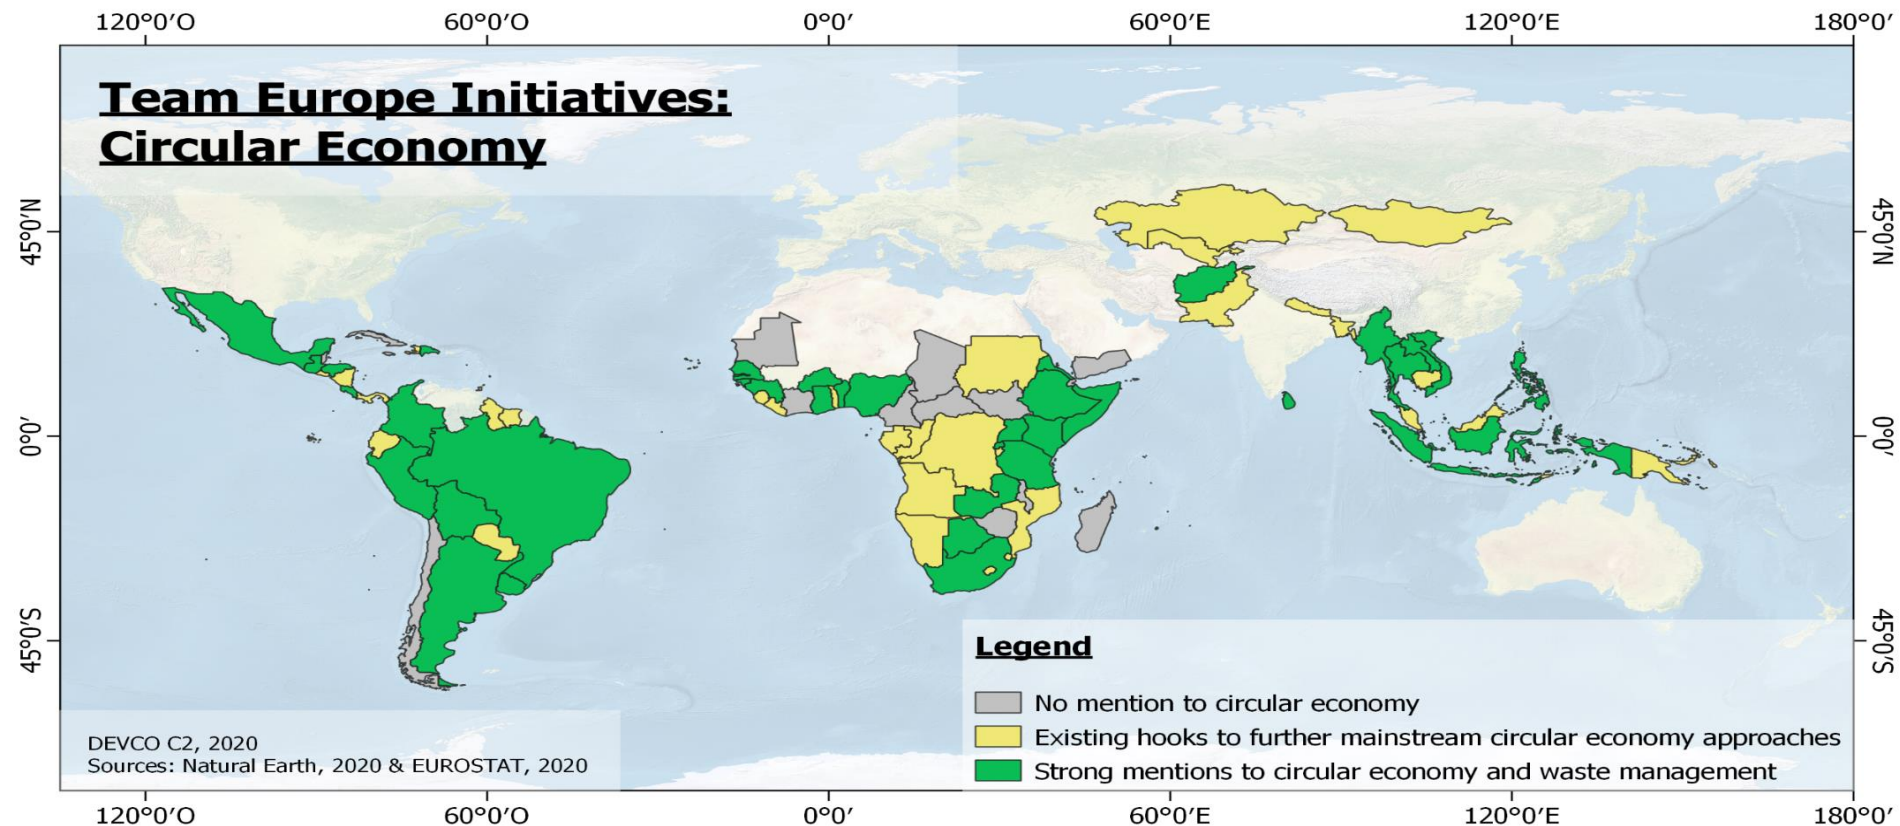 120°0′O 60°0′O 0°0′ 60°0′E 120°0′E 180°0′
Team Europe Initiatives:
Circular Economy
45°0′N
45°0′N
0°0′
0°0′
45°0′S
45°0′S
Legend
No mention to circular economy
Existing hooks to further mainstream circular economy approaches
Strong mentions to circular economy and waste management
DEVCO C2, 2020
Sources: Natural Earth, 2020 & EUROSTAT, 2020
120°0′O 60°0′O 0°0′ 60°0′E 120°0′E 180°0′